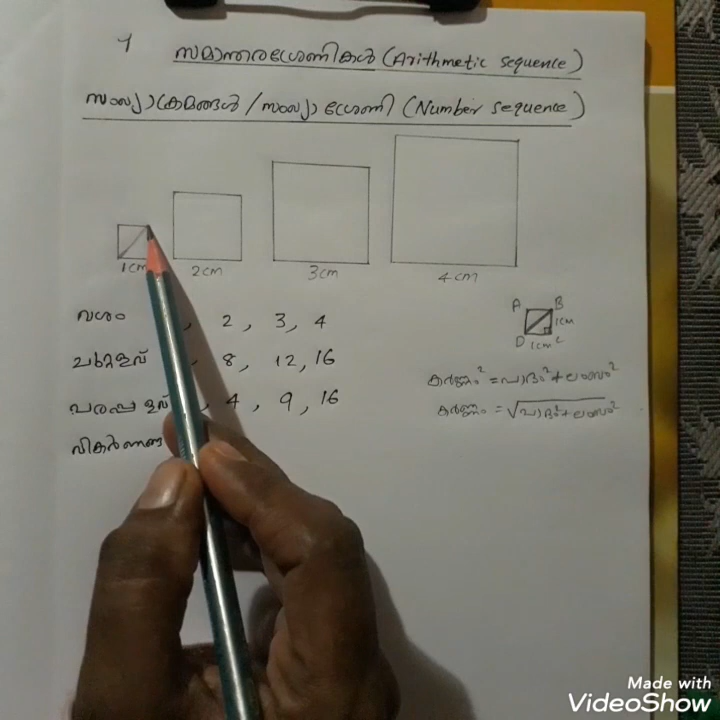 1
സമാന്തരശ്രേണികൾ (Arithmetic sequence)
സംഖ്യാക്രമങ്ങൾ / സംഖ്യാ ശ്രേണി (Number sequence)
1cm 2cm 3cm 4cm
വശം , 2, 3, 4
ചുറ്റളവ് , 8, 12, 16
പരപ്പളവ് , 4, 9, 16
A B
1cm
D 1cm C
കർണ്ണം² = പാദം² + ലംബം²
കർണ്ണം = √പാദം² + ലംബം²
Made with
VideoShow